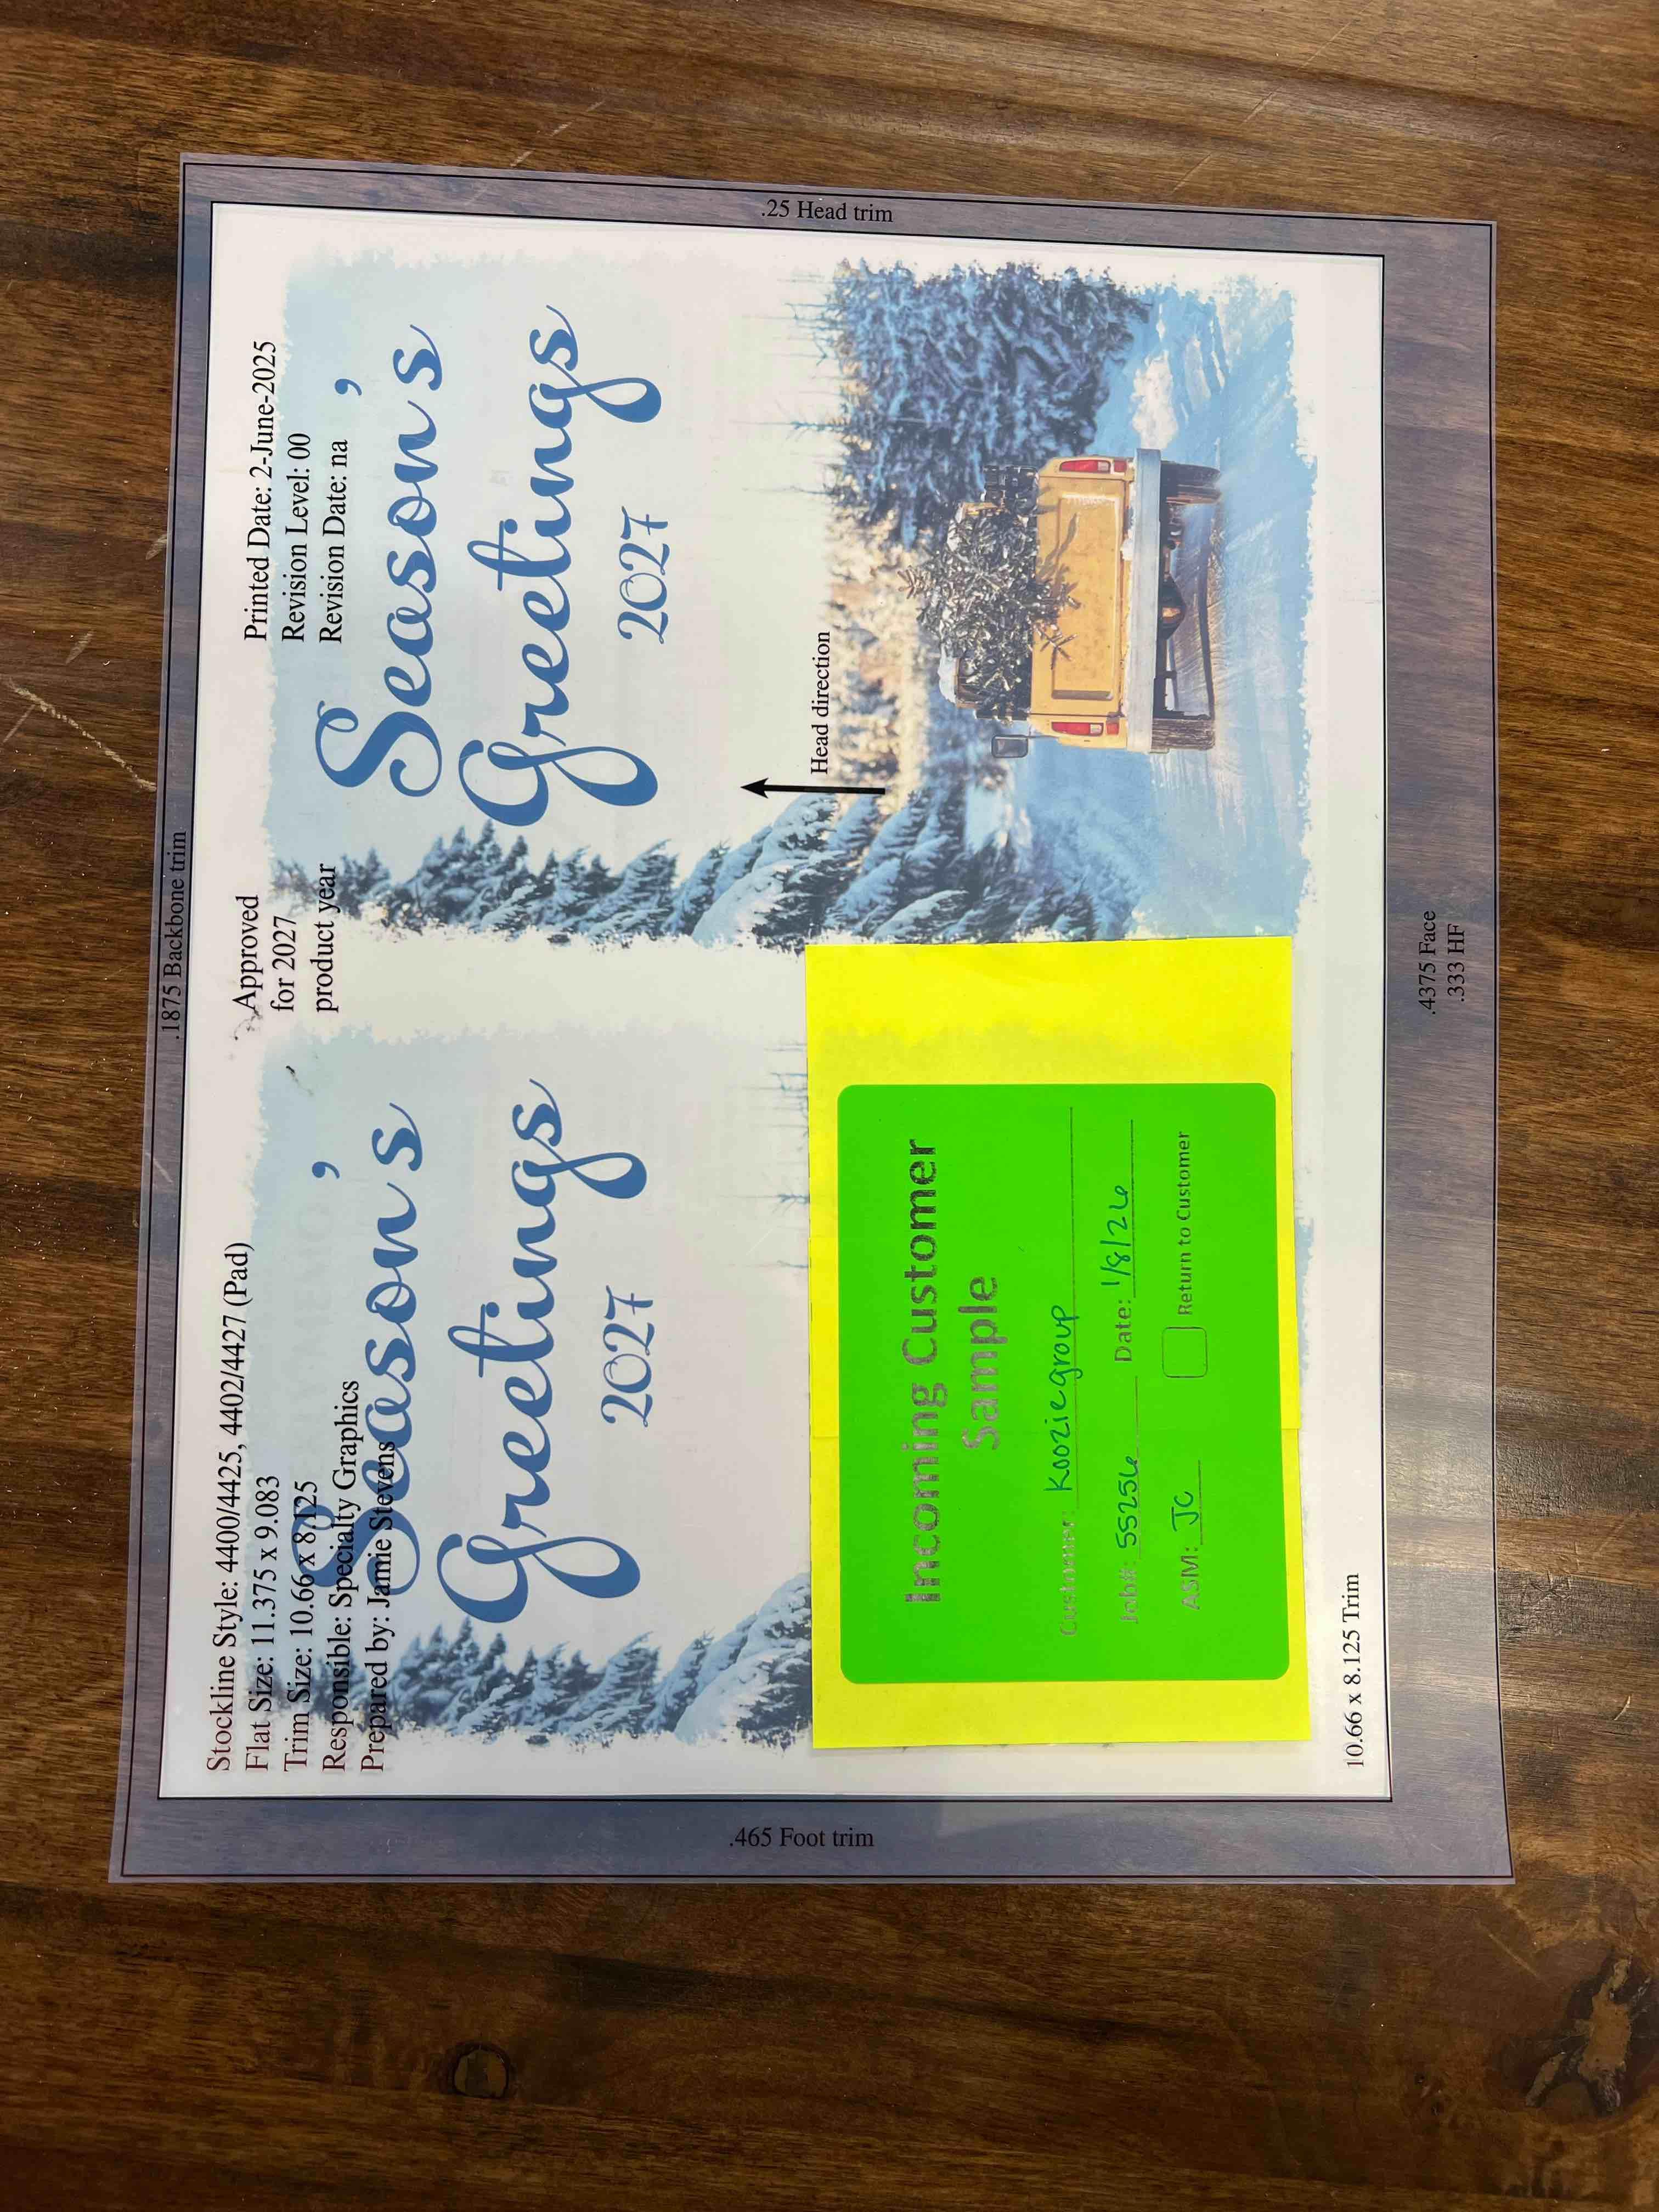 .1875 Backbone trim
Stockline Style: 4400/4425, 4402/4427 (Pad)
Flat Size: 11.375 x 9.083
Trim Size: 10.66 x 8.125
Responsible: Specialty Graphics
Prepared by: Jamie Stevens
Approved
for 2027
product year
Printed Date: 2-June-2025
Revision Level: 00
Revision Date: na
Season's
Greetings
2027
Season's
Greetings
2027
Head direction
.465 Foot trim
.25 Head trim
Incoming Customer
Sample
Customer: Kooziegroup
Job#: 55256 Date: 1/8/26
ASM: JC Return to Customer
10.66 x 8.125 Trim
.4375 Face
.333 HF